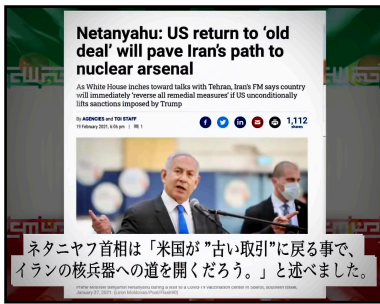 Netanyahu: US return to ‘old
deal’ will pave Iran’s path to
nuclear arsenal
As White House inches toward talks with Tehran, Iran's FM says country
will immediately ‘reverse all remedial measures’ if US unconditionally
lifts sanctions imposed by Trump
By AGENCIES and TOI STAFF
19 February 2021, 6:06 pm
1
1,112
shares
ネタニヤフ首相は「米国が ”古い取引”に戻る事で、
イランの核兵器への道を開くだろう。」と述べました。